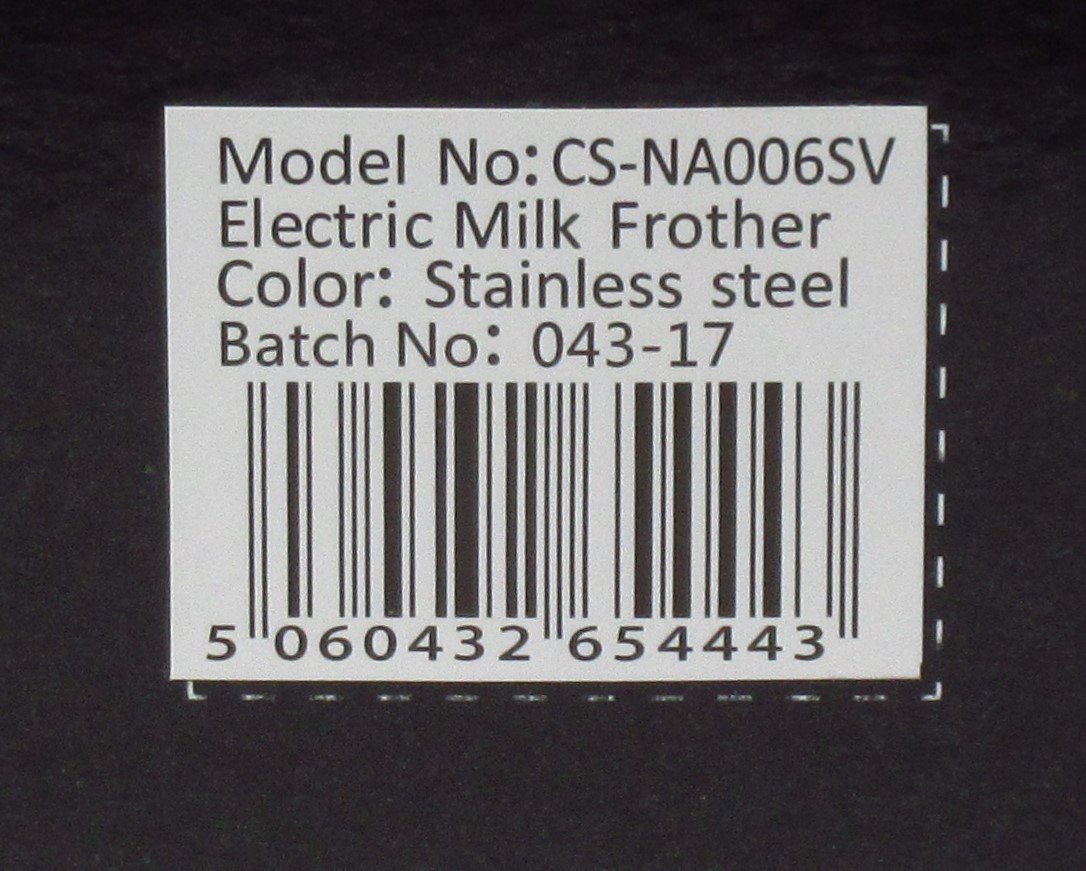 Model No: CS-NA006SV
Electric Milk Frother
Color: Stainless steel
Batch No: 043-17
5 060432 654443